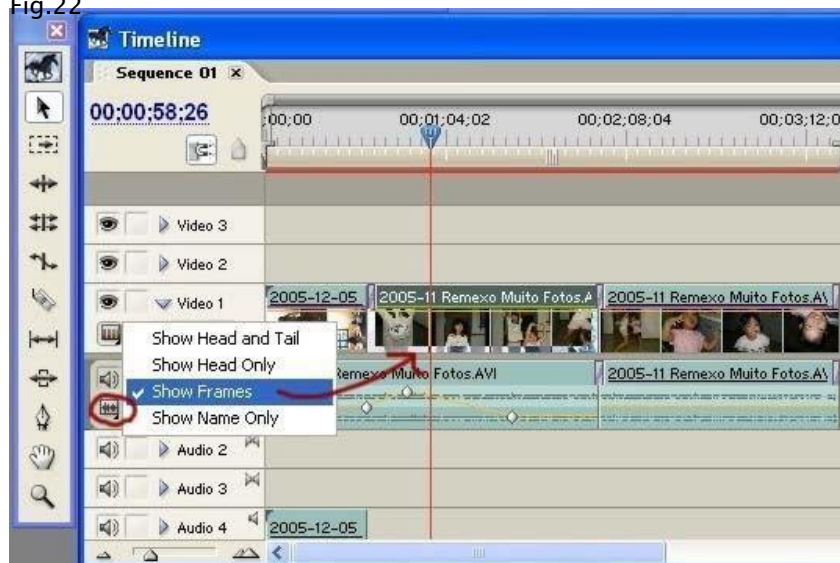 Fig.22
Timeline
Sequence 01
00;00;58;26
;00;00 00;01;04;02 00;02;08;04 00;03;12;0
Video 3
Video 2
Video 1
2005-12-05 2005-11 Remexo Muito Fotos.A 2005-11 Remexo Muito Fotos.A\
Show Head and Tail
Show Head Only
Show Frames
Show Name Only
Remexo Muito Fotos.AVI 2005-11 Remexo Muito Fotos.A\
Audio 2
Audio 3
Audio 4
2005-12-05